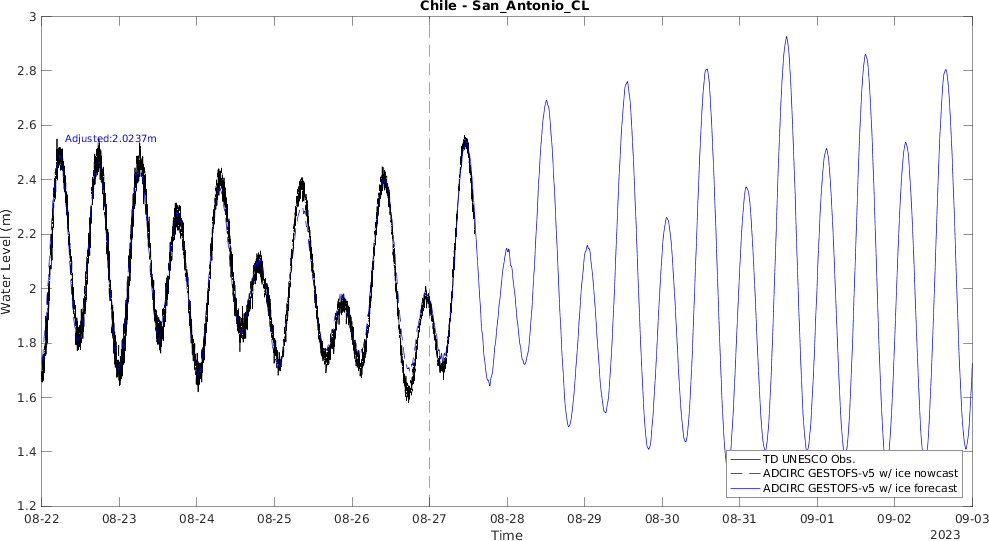 Chile - San_Antonio_CL
Water Level (m)
3
2.8
2.6
2.4
2.2
2
1.8
1.6
1.4
1.2
Adjusted:2.0237m
TD UNESCO Obs.
ADCIRC GESTOFS-v5 w/ ice nowcast
ADCIRC GESTOFS-v5 w/ ice forecast
08-22 08-23 08-24 08-25 08-26 08-27 08-28 08-29 08-30 08-31 09-01 09-02 09-03
Time
2023